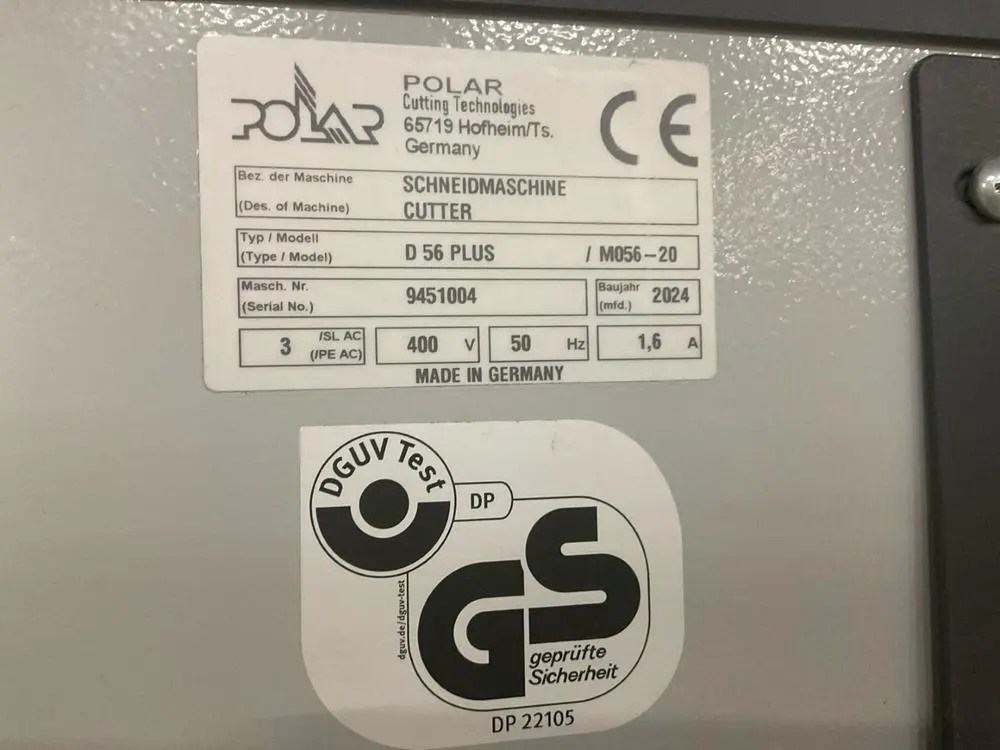 POLAR
POLAR
Cutting Technologies
65719 Hofheim/Ts.
Germany
CE
Bez. der Maschine
(Des. of Machine)
SCHNEIDMASCHINE
CUTTER
Typ / Modell
(Type / Model)
D 56 PLUS / M056-20
Masch. Nr.
(Serial No.)
9451004
Baujahr
(mfd.)
2024
3 /SL AC
(/PE AC)
400 V
50 Hz
1,6 A
MADE IN GERMANY
DGUV Test
DP
GS
geprüfte
Sicherheit
dguv.de/dguv-test
DP 22105